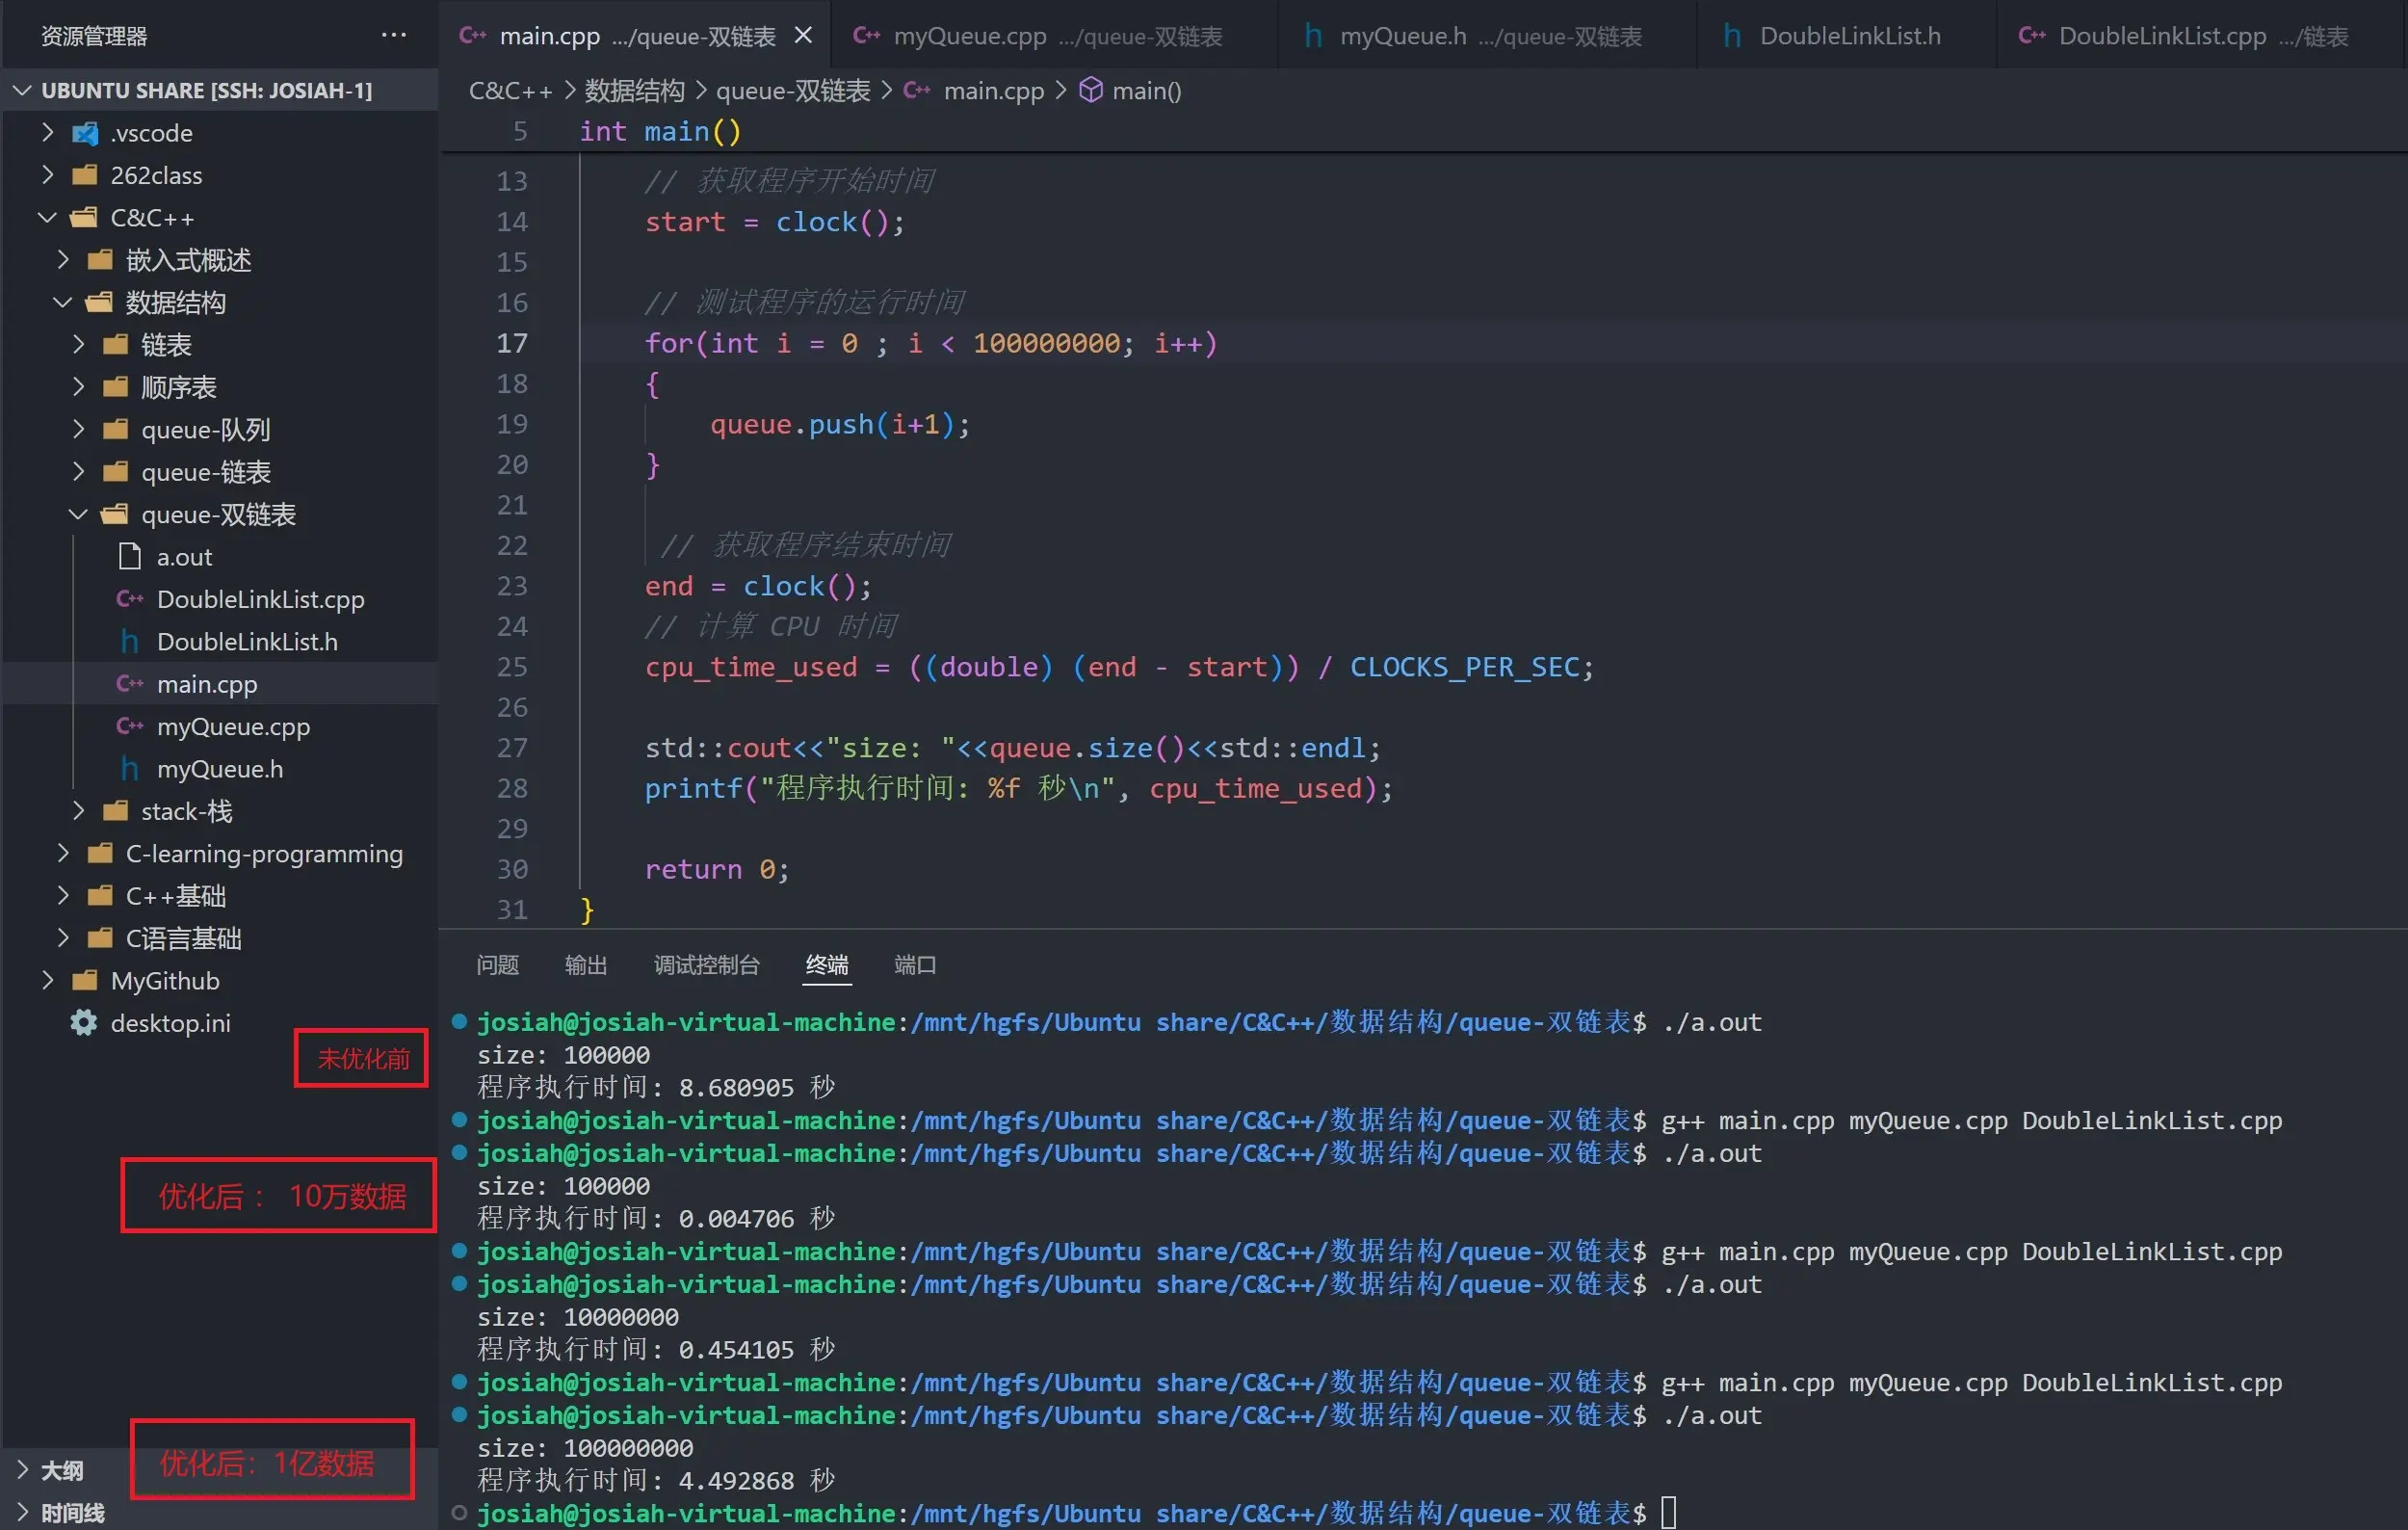 资源管理器 ···
UBUNTU SHARE [SSH: JOSIAH-1]
.vscode
262class
C&C++
嵌入式概述
数据结构
链表
顺序表
queue-队列
queue-链表
queue-双链表
a.out
C++ DoubleLinkList.cpp
h DoubleLinkList.h
C++ main.cpp
C++ myQueue.cpp
h myQueue.h
stack-栈
C-learning-programming
C++基础
C语言基础
MyGithub
desktop.ini
未优化前
优化后： 10万数据
优化后：1亿数据
大纲
时间线
C++ main.cpp .../queue-双链表 C++ myQueue.cpp .../queue-双链表 h myQueue.h .../queue-双链表 h DoubleLinkList.h C++ DoubleLinkList.cpp .../链表
C&C++ > 数据结构 > queue-双链表 > C++ main.cpp > main()
5 int main()
13 // 获取程序开始时间
14 start = clock();
15
16 // 测试程序的运行时间
17 for(int i = 0 ; i < 100000000; i++)
18 {
19 queue.push(i+1);
20 }
21
22 // 获取程序结束时间
23 end = clock();
24 // 计算 CPU 时间
25 cpu_time_used = ((double) (end - start)) / CLOCKS_PER_SEC;
26
27 std::cout<<"size: "<<queue.size()<<std::endl;
28 printf("程序执行时间: %f 秒\n", cpu_time_used);
29
30 return 0;
31 }
问题 输出 调试控制台 终端 端口
josiah@josiah-virtual-machine:/mnt/hgfs/Ubuntu share/C&C++/数据结构/queue-双链表$ ./a.out
size: 100000
程序执行时间: 8.680905 秒
josiah@josiah-virtual-machine:/mnt/hgfs/Ubuntu share/C&C++/数据结构/queue-双链表$ g++ main.cpp myQueue.cpp DoubleLinkList.cpp
josiah@josiah-virtual-machine:/mnt/hgfs/Ubuntu share/C&C++/数据结构/queue-双链表$ ./a.out
size: 100000
程序执行时间: 0.004706 秒
josiah@josiah-virtual-machine:/mnt/hgfs/Ubuntu share/C&C++/数据结构/queue-双链表$ g++ main.cpp myQueue.cpp DoubleLinkList.cpp
josiah@josiah-virtual-machine:/mnt/hgfs/Ubuntu share/C&C++/数据结构/queue-双链表$ ./a.out
size: 10000000
程序执行时间: 0.454105 秒
josiah@josiah-virtual-machine:/mnt/hgfs/Ubuntu share/C&C++/数据结构/queue-双链表$ g++ main.cpp myQueue.cpp DoubleLinkList.cpp
josiah@josiah-virtual-machine:/mnt/hgfs/Ubuntu share/C&C++/数据结构/queue-双链表$ ./a.out
size: 100000000
程序执行时间: 4.492868 秒
josiah@josiah-virtual-machine:/mnt/hgfs/Ubuntu share/C&C++/数据结构/queue-双链表$